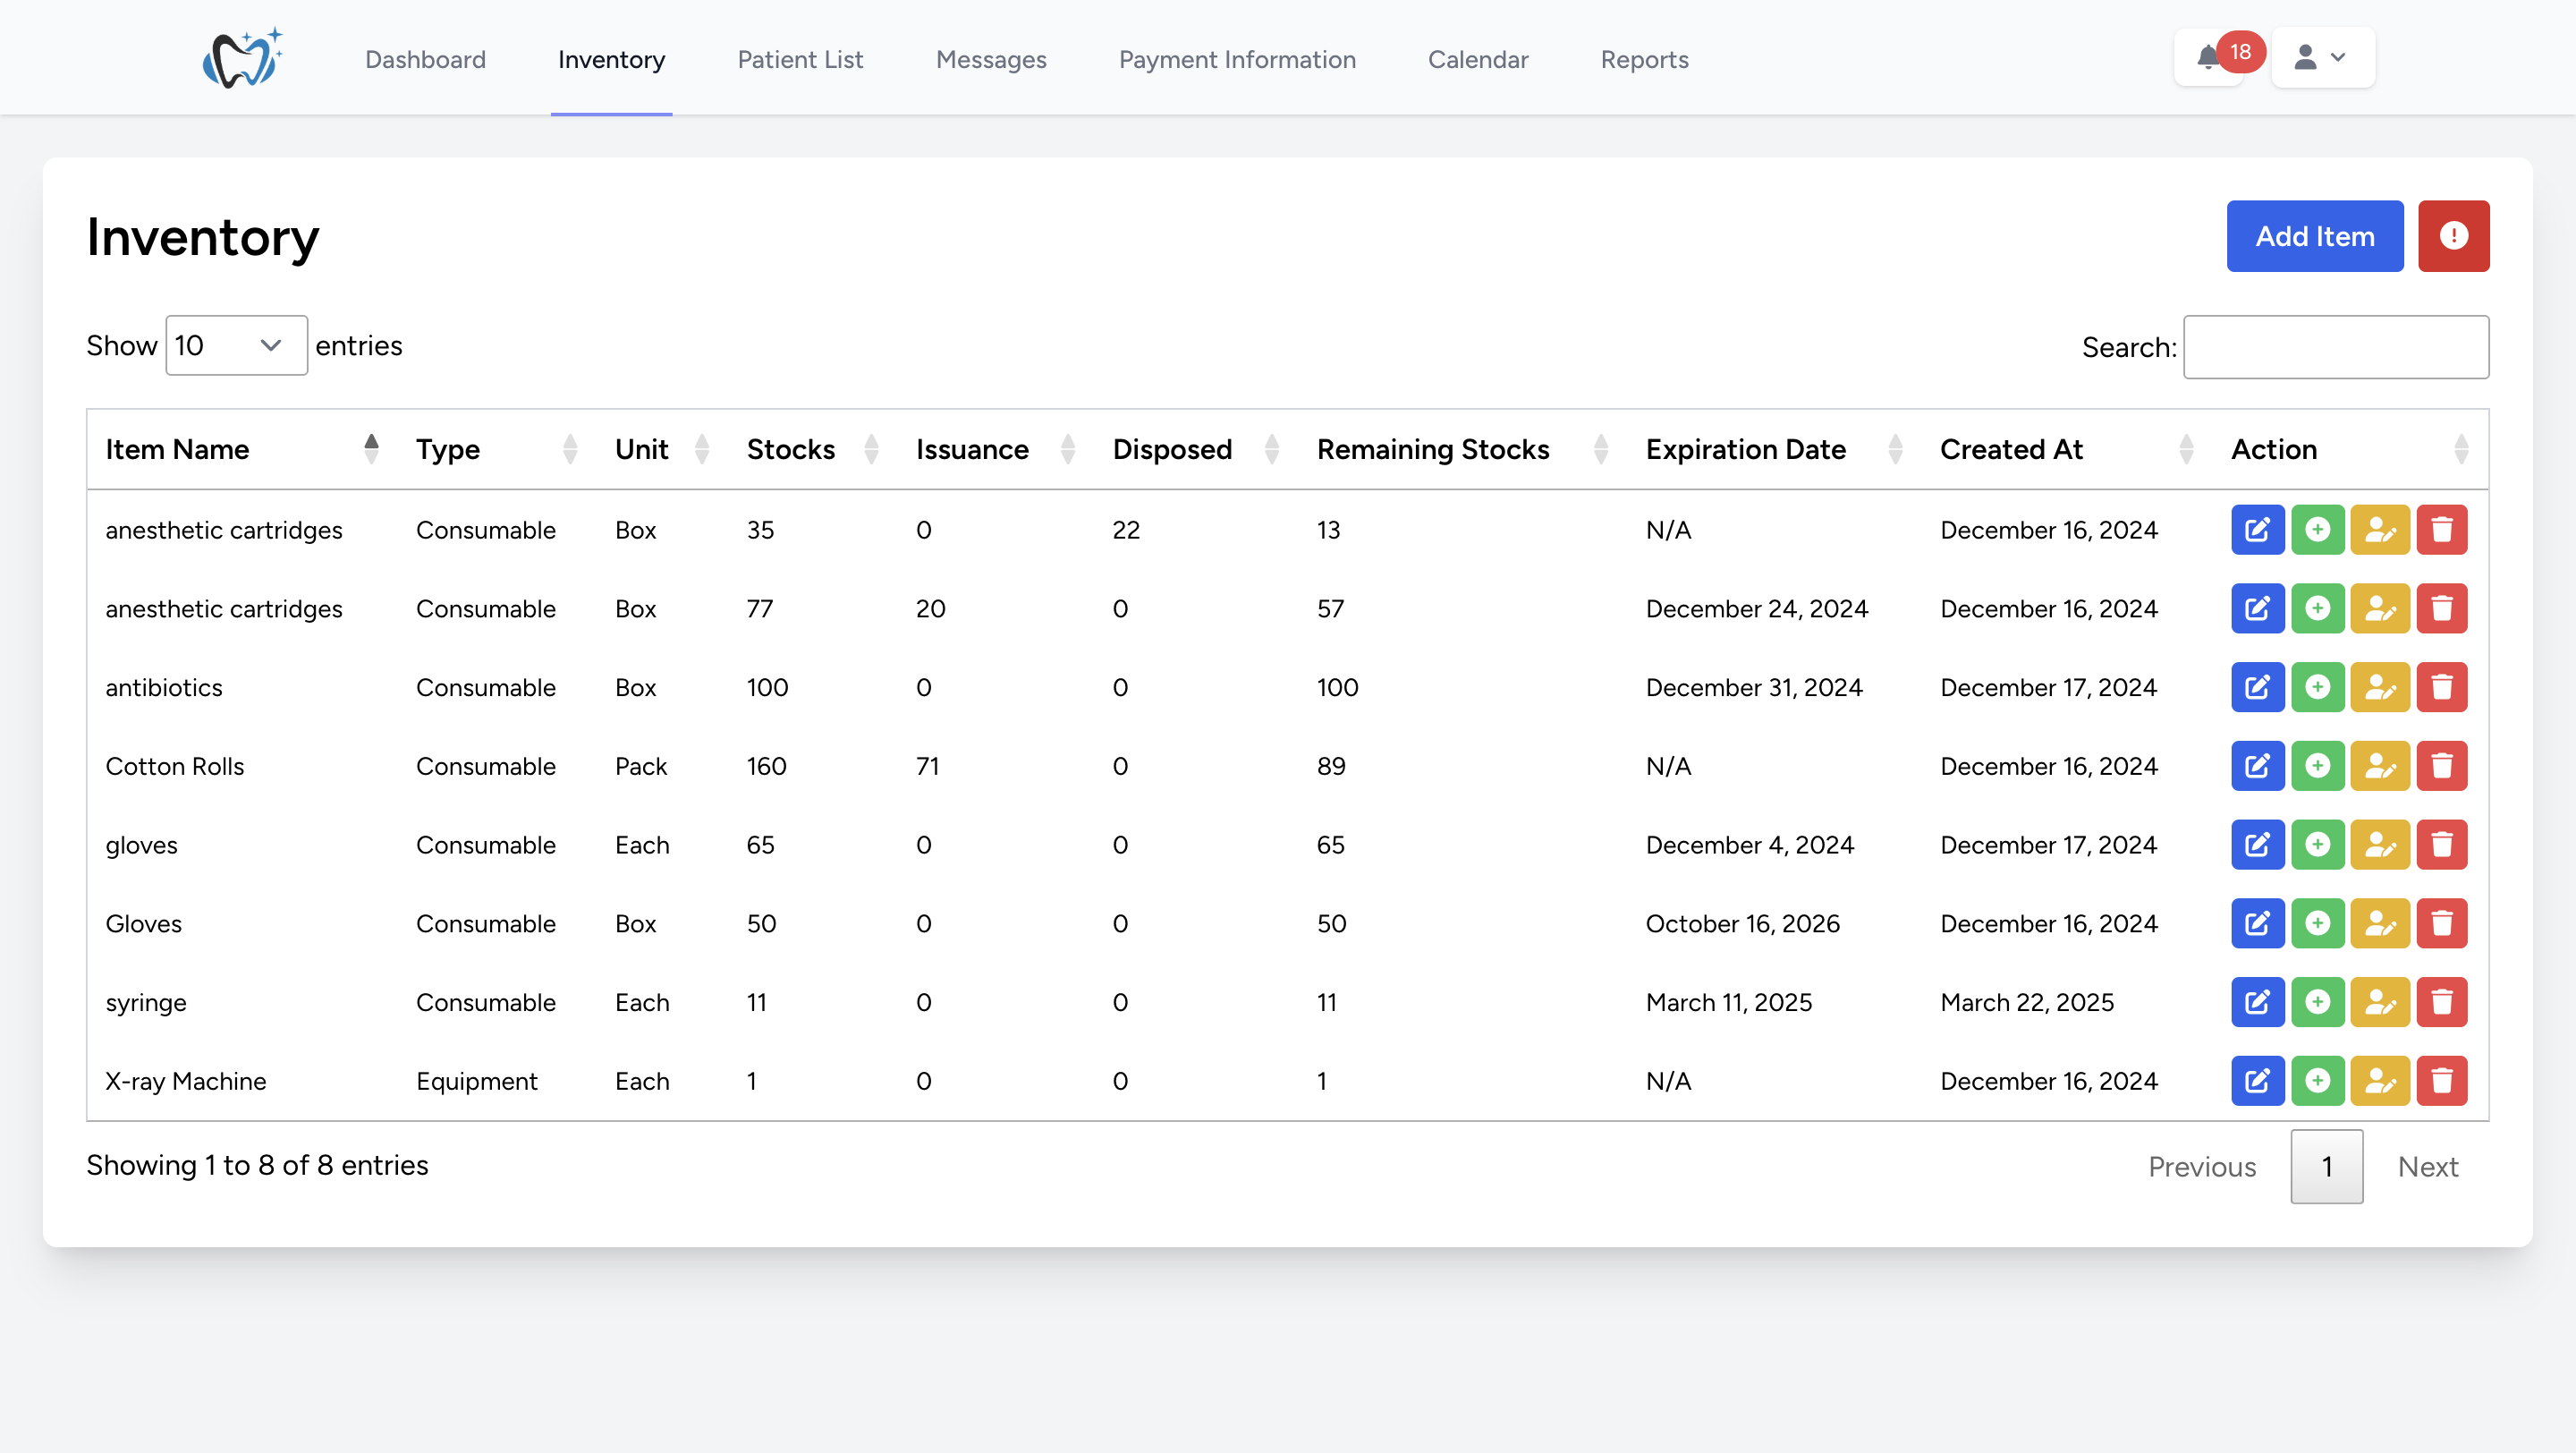 Dashboard Inventory Patient List Messages Payment Information Calendar Reports 18
Inventory Add Item
Show 10 entries Search:
Item Name Type Unit Stocks Issuance Disposed Remaining Stocks Expiration Date Created At Action
anesthetic cartridges Consumable Box 35 0 22 13 N/A December 16, 2024
anesthetic cartridges Consumable Box 77 20 0 57 December 24, 2024 December 16, 2024
antibiotics Consumable Box 100 0 0 100 December 31, 2024 December 17, 2024
Cotton Rolls Consumable Pack 160 71 0 89 N/A December 16, 2024
gloves Consumable Each 65 0 0 65 December 4, 2024 December 17, 2024
Gloves Consumable Box 50 0 0 50 October 16, 2026 December 16, 2024
syringe Consumable Each 11 0 0 11 March 11, 2025 March 22, 2025
X-ray Machine Equipment Each 1 0 0 1 N/A December 16, 2024
Showing 1 to 8 of 8 entries Previous 1 Next